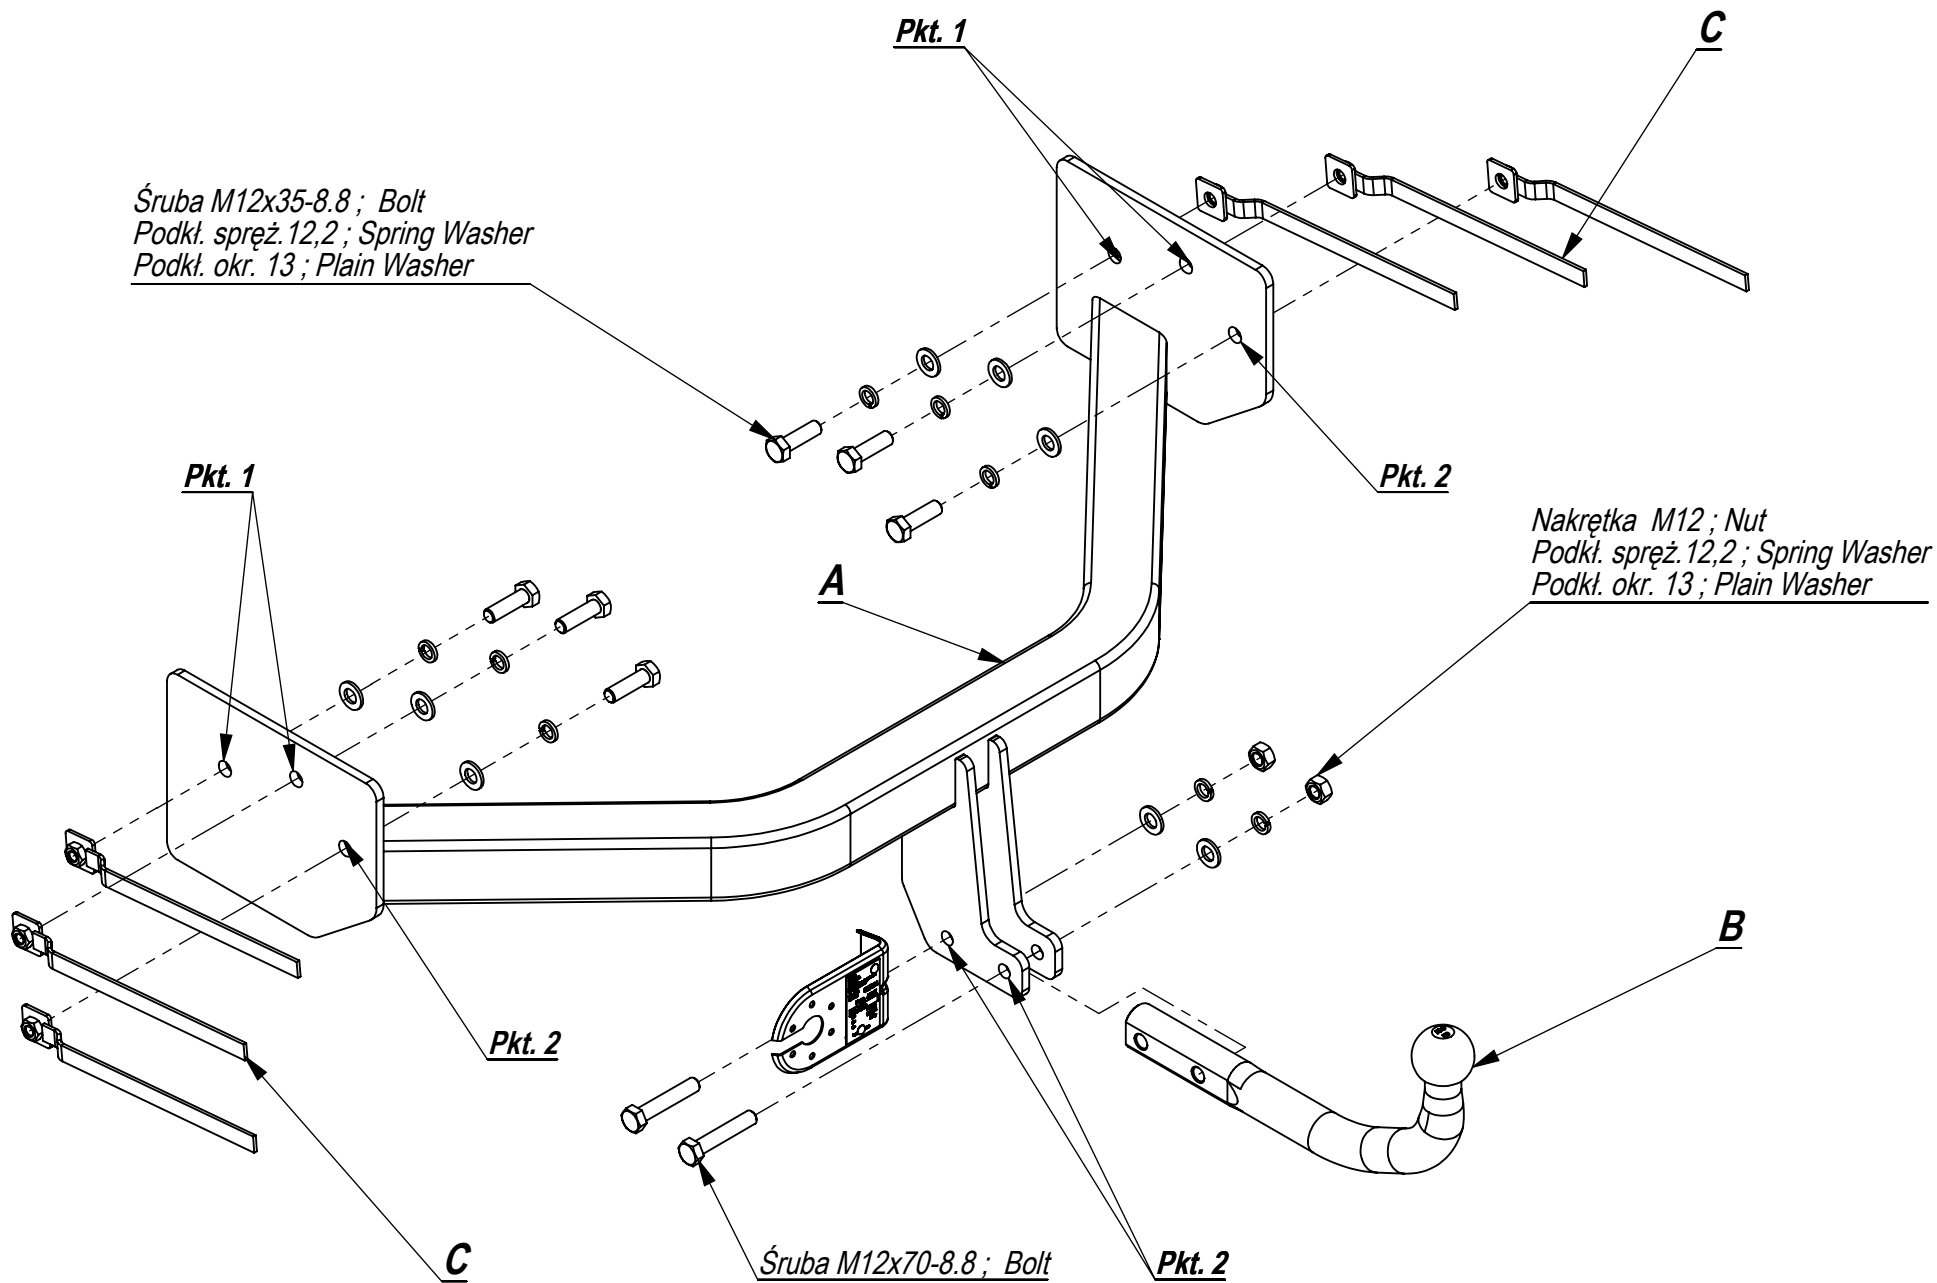 Pkt. 1
C
Śruba M12x35-8.8 ; Bolt
Podkł. spręż.12,2 ; Spring Washer
Podkł. okr. 13 ; Plain Washer
Pkt. 1
Pkt. 2
Nakrętka M12 ; Nut
Podkł. spręż.12,2 ; Spring Washer
Podkł. okr. 13 ; Plain Washer
A
B
Pkt. 2
C
Śruba M12x70-8.8 ; Bolt
Pkt. 2